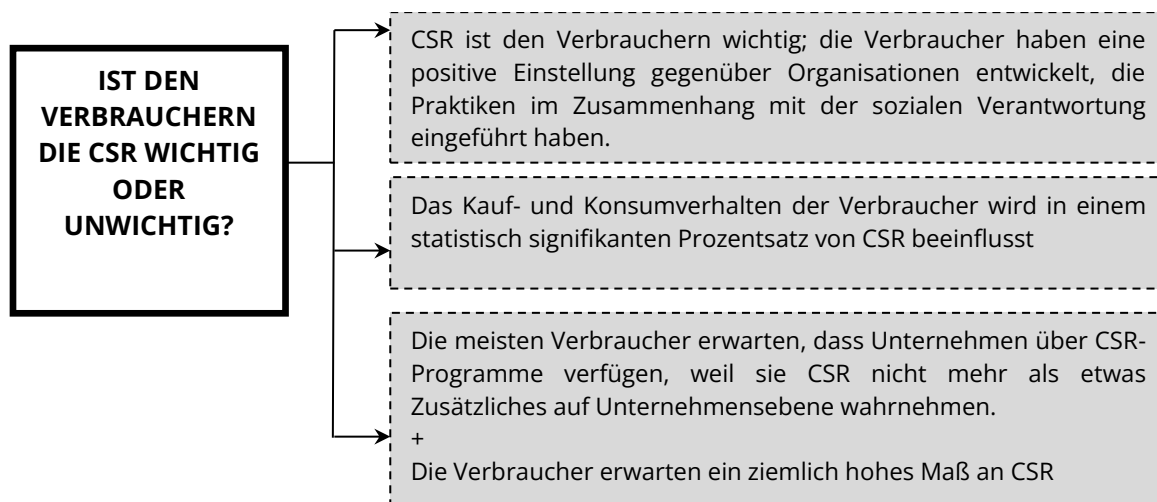 IST DEN
VERBRAUCHERN
DIE CSR WICHTIG
ODER
UNWICHTIG?
CSR ist den Verbrauchern wichtig; die Verbraucher haben eine
positive Einstellung gegenüber Organisationen entwickelt, die
Praktiken im Zusammenhang mit der sozialen Verantwortung
eingeführt haben.
Das Kauf- und Konsumverhalten der Verbraucher wird in einem
statistisch signifikanten Prozentsatz von CSR beeinflusst
Die meisten Verbraucher erwarten, dass Unternehmen über CSR-
Programme verfügen, weil sie CSR nicht mehr als etwas
Zusätzliches auf Unternehmensebene wahrnehmen.
+
Die Verbraucher erwarten ein ziemlich hohes Maß an CSR